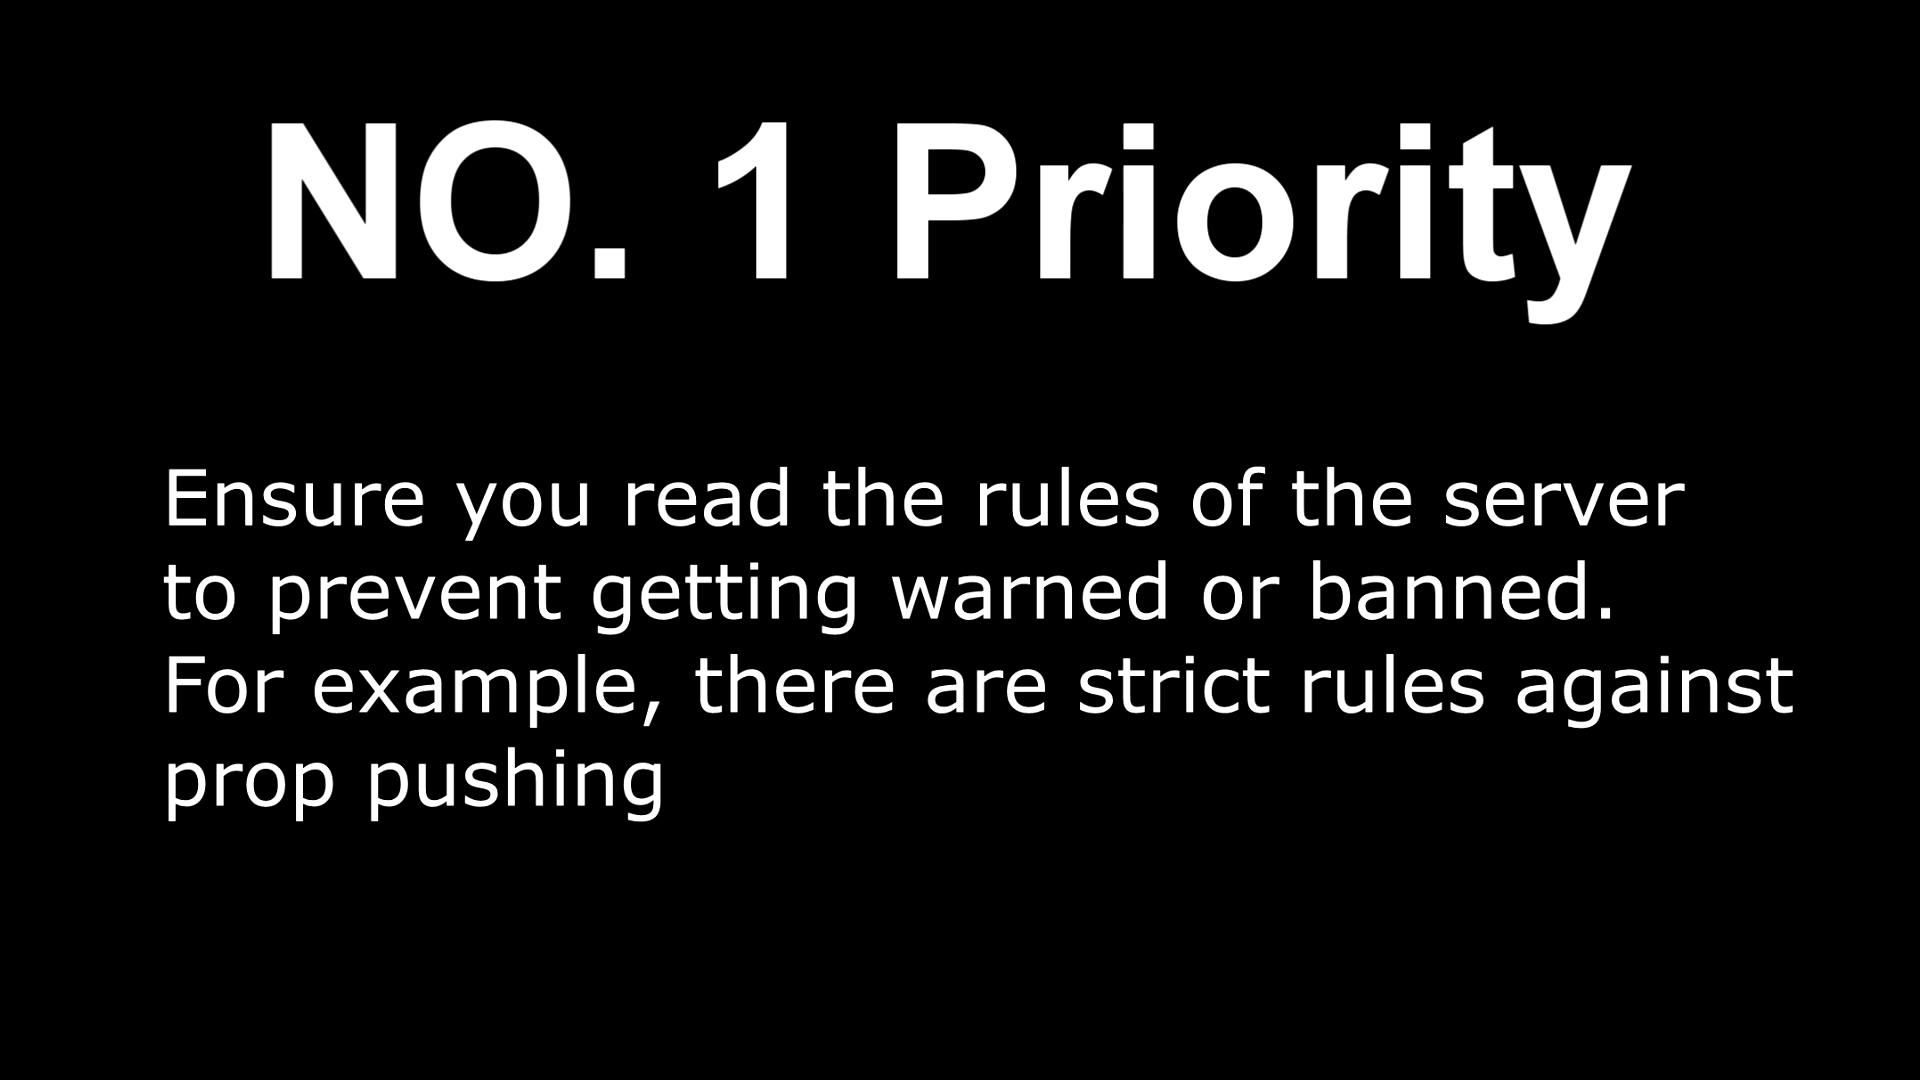 NO. 1 Priority
Ensure you read the rules of the server
to prevent getting warned or banned.
For example, there are strict rules against
prop pushing